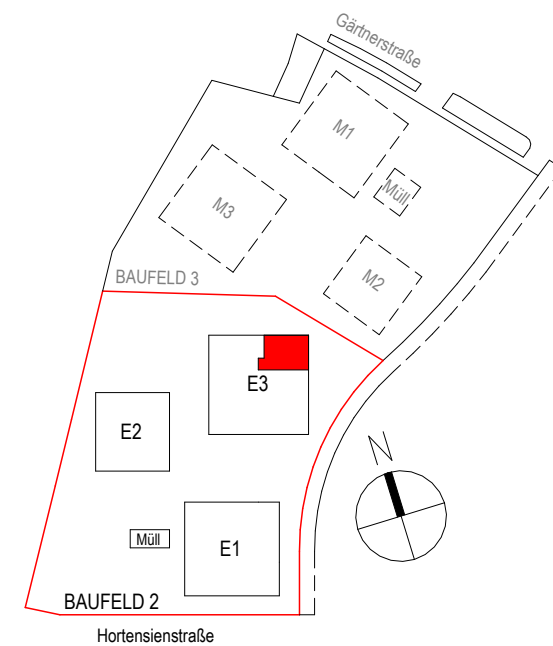 Gärtnerstraße
M1
Müll
M3
M2
BAUFELD 3
E3
E2
N
Müll
E1
BAUFELD 2
Hortensienstraße